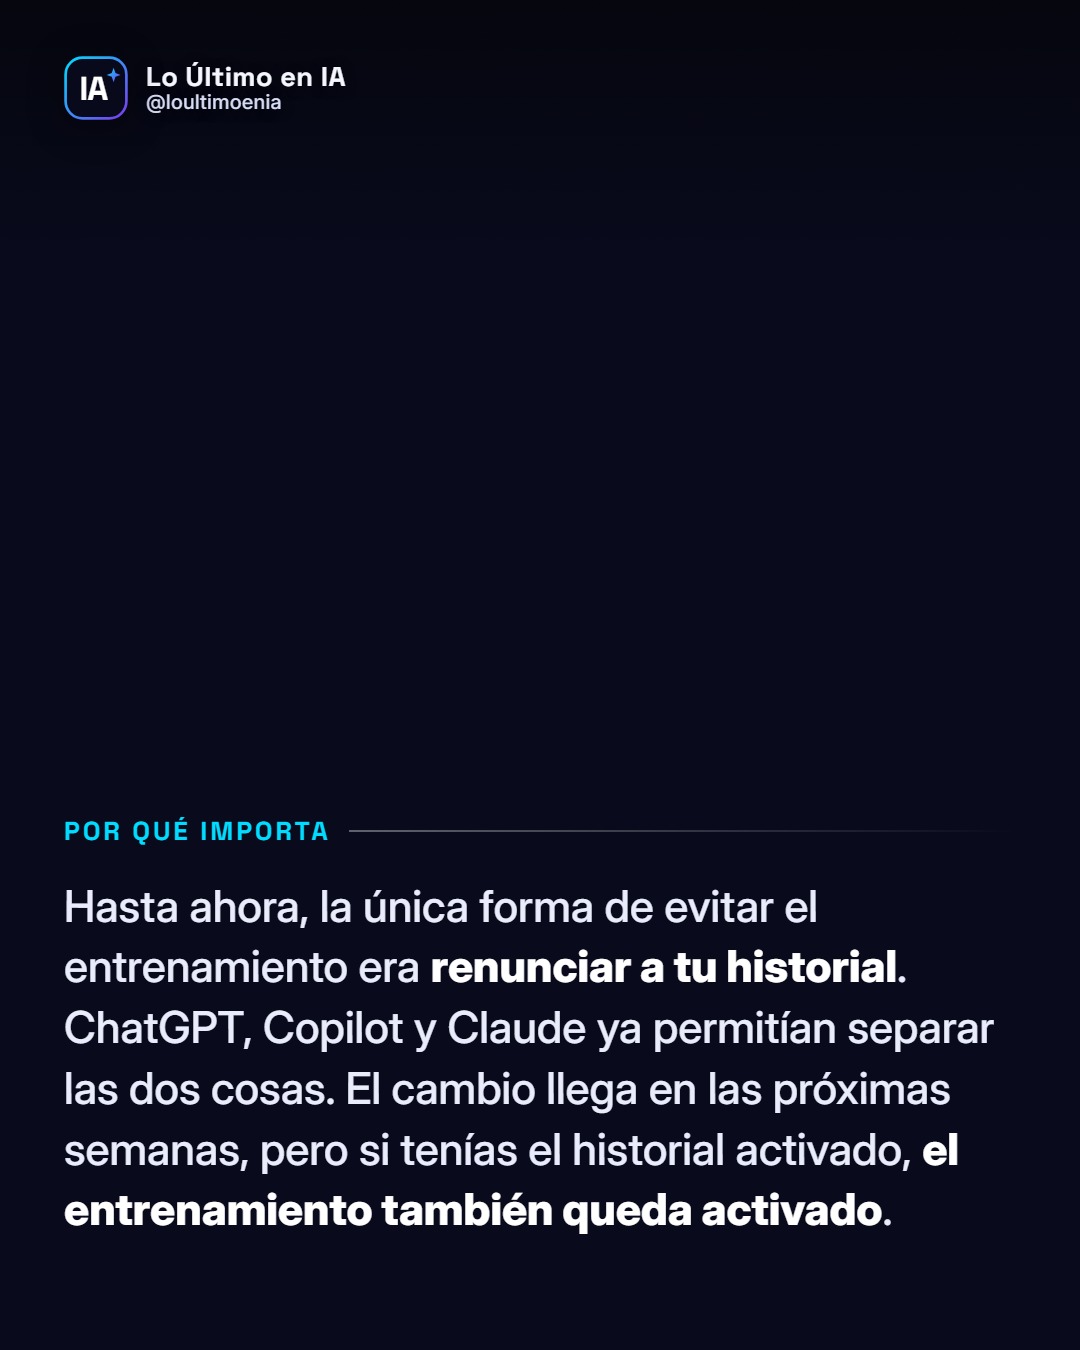 IA
Lo Último en IA
@loultimoenia
POR QUÉ IMPORTA
Hasta ahora, la única forma de evitar el
entrenamiento era renunciar a tu historial.
ChatGPT, Copilot y Claude ya permitían separar
las dos cosas. El cambio llega en las próximas
semanas, pero si tenías el historial activado, el
entrenamiento también queda activado.